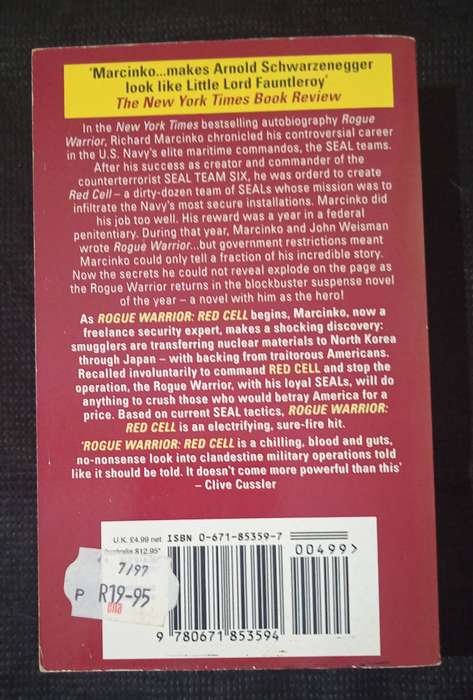 'Marcinko...makes Arnold Schwarzenegger
look like Little Lord Fauntleroy'
The New York Times Book Review
In the New York Times bestselling autobiography Rogue
Warrior, Richard Marcinko chronicled his controversial career
in the U.S. Navy's elite maritime commandos, the SEAL teams.
After his success as creator and commander of the
counterterrorist SEAL TEAM SIX, he was orderd to create
Red Cell – a dirty-dozen team of SEALs whose mission was to
infiltrate the Navy's most secure installations. Marcinko did
his job too well. His reward was a year in a federal
penitentiary. During that year, Marcinko and John Weisman
wrote Rogue Warrior...but government restrictions meant
Marcinko could only tell a fraction of his incredible story.
Now the secrets he could not reveal explode on the page as
the Rogue Warrior returns in the blockbuster suspense novel
of the year – a novel with him as the hero!
As ROGUE WARRIOR: RED CELL begins, Marcinko, now a
freelance security expert, makes a shocking discovery:
smugglers are transferring nuclear materials to North Korea
through Japan – with backing from traitorous Americans.
Recalled involuntarily to command RED CELL and stop the
operation, the Rogue Warrior, with his loyal SEALs, will do
anything to crush those who would betray America for a
price. Based on current SEAL tactics, ROGUE WARRIOR:
RED CELL is an electrifying, sure-fire hit.
'ROGUE WARRIOR: RED CELL is a chilling, blood and guts,
no-nonsense look into clandestine military operations told
like it should be told. It doesn't come more powerful than this'
– Clive Cussler
U.K. £4.99 net ISBN 0-671-85359-7
$12.95*
00499>
7/97
P R19-95
9 780671 853594